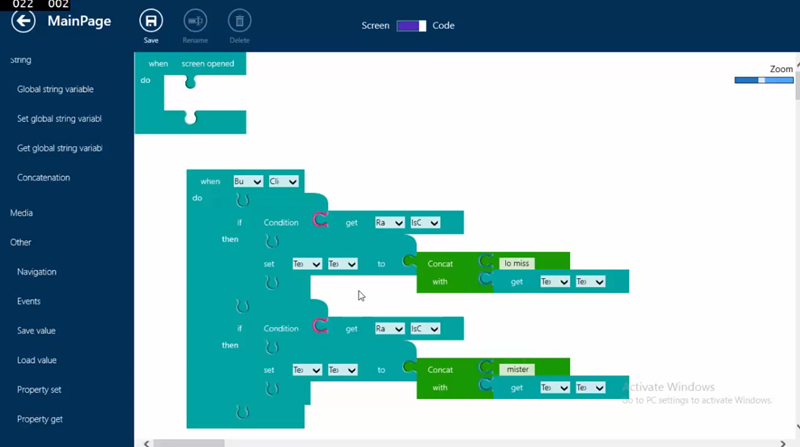 022 002
MainPage
Save
Rename
Delete
Screen
Code
String
Global string variable
Set global string variabl
Get global string variabl
Concatenation
Media
Other
Navigation
Events
Save value
Load value
Property set
Property get
Zoom
when screen opened
do
when Bu Cli
do
if Condition get Ra IsC
then
set Te Te to Concat lo miss
with get Te Te
if Condition get Ra IsC
then
set Te Te to Concat mister
with get Te Te
Activate Windows
Go to PC settings to activate Windows.